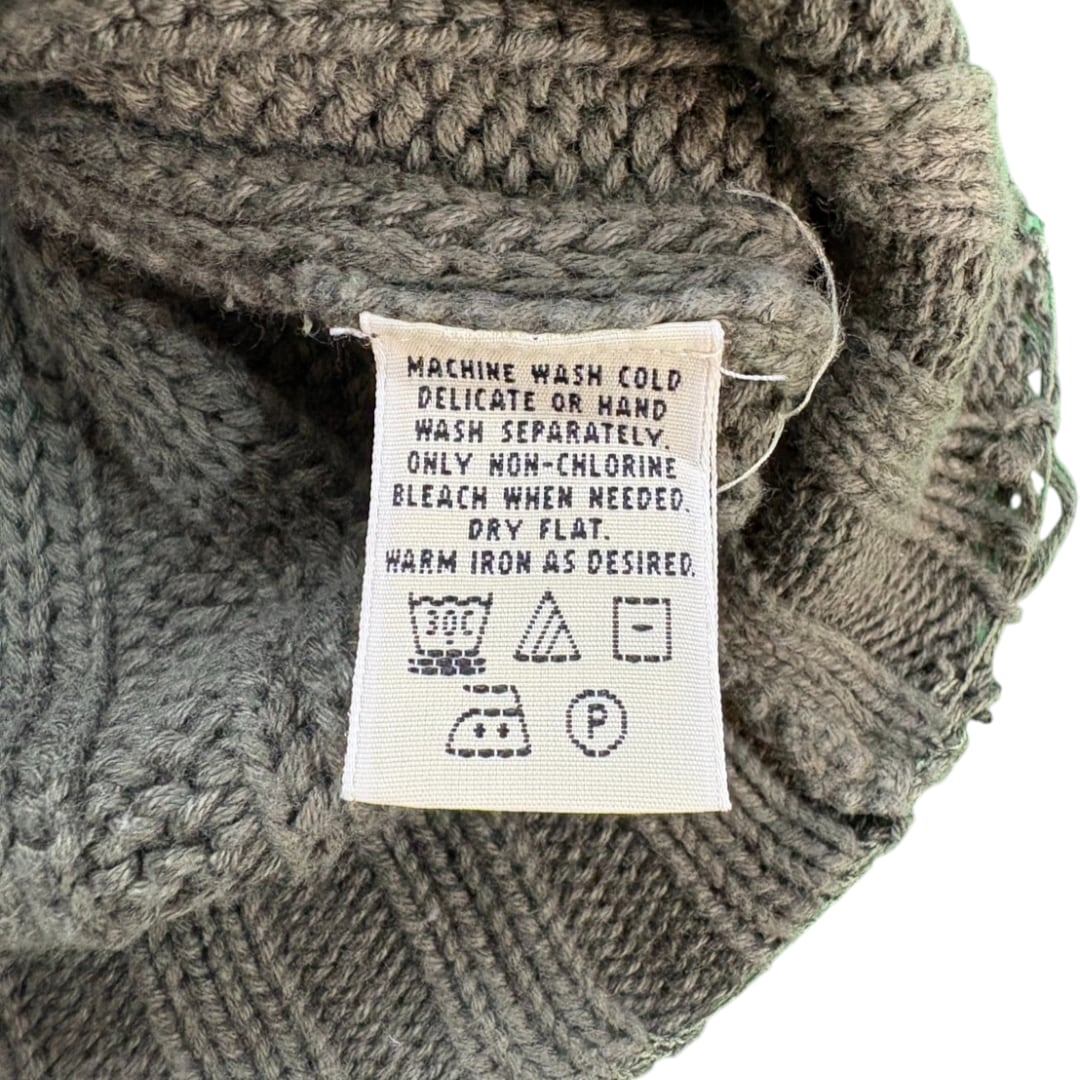 MACHINE WASH COLD
DELICATE OR HAND
WASH SEPARATELY.
ONLY NON-CHLORINE
BLEACH WHEN NEEDED.
DRY FLAT.
WARM IRON AS DESIRED.
30C
P